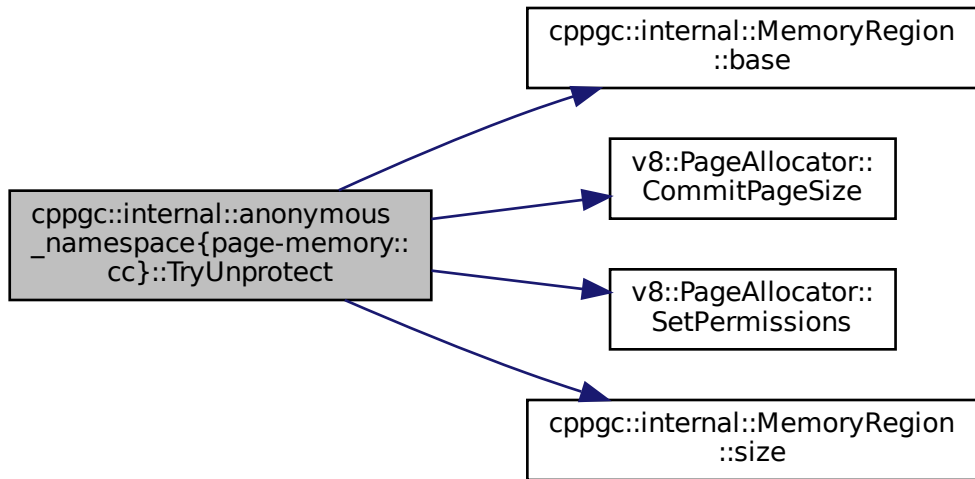 cppgc::internal::MemoryRegion
::base
v8::PageAllocator::
CommitPageSize
cppgc::internal::anonymous
_namespace{page-memory::
cc}::TryUnprotect
v8::PageAllocator::
SetPermissions
cppgc::internal::MemoryRegion
::size